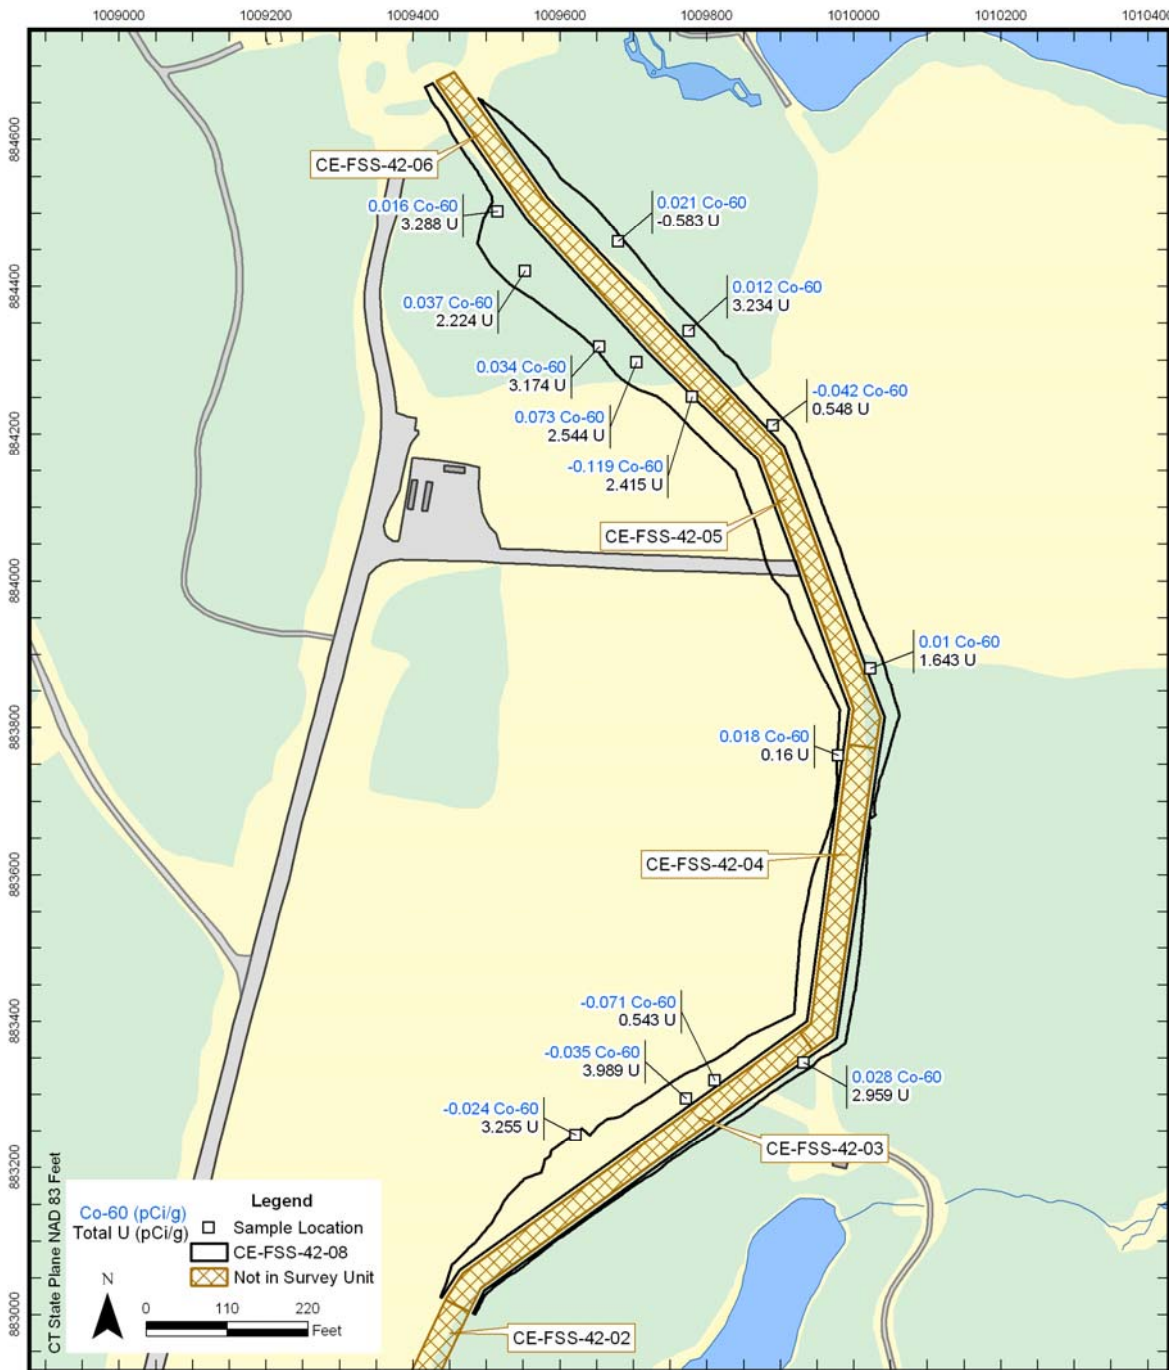 1009000 1009200 1009400 1009600 1009800 1010000 1010200 1010400
884600
884400
884200
884000
883800
883600
883400
883200
883000
CE-FSS-42-06
0.016 Co-60
3.288 U
0.021 Co-60
-0.583 U
0.037 Co-60
2.224 U
0.012 Co-60
3.234 U
0.034 Co-60
3.174 U
-0.042 Co-60
0.548 U
0.073 Co-60
2.544 U
-0.119 Co-60
2.415 U
CE-FSS-42-05
0.01 Co-60
1.643 U
0.018 Co-60
0.16 U
CE-FSS-42-04
-0.071 Co-60
0.543 U
-0.035 Co-60
3.989 U
0.028 Co-60
2.959 U
-0.024 Co-60
3.255 U
CE-FSS-42-03
CE-FSS-42-02
CT State Plane NAD 83 Feet
Legend
Co-60 (pCi/g)
Total U (pCi/g)
Sample Location
CE-FSS-42-08
Not in Survey Unit
N
0 110 220
Feet